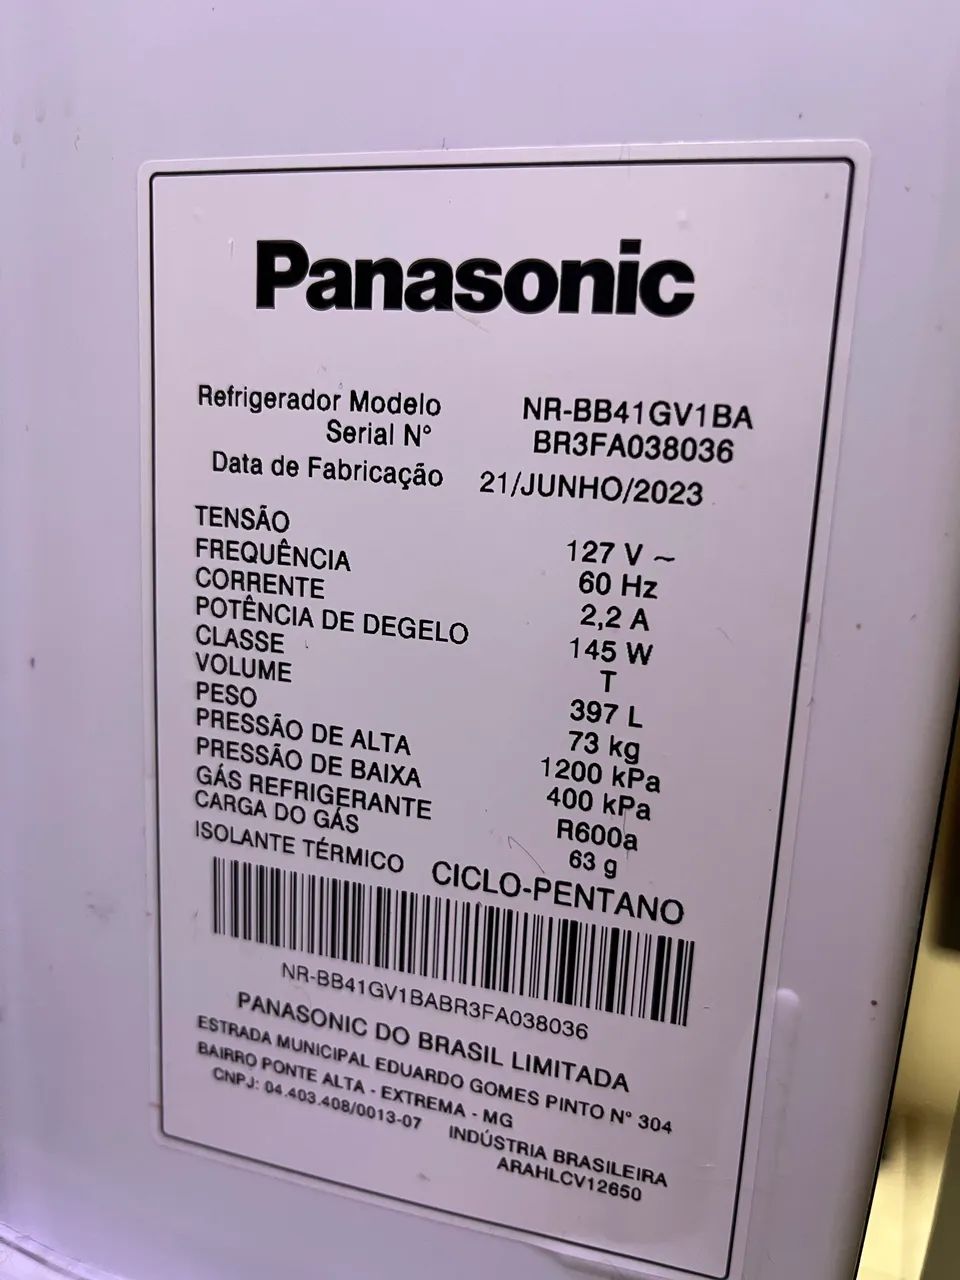 Panasonic
Refrigerador Modelo NR-BB41GV1BA
Serial N° BR3FA038036
Data de Fabricação 21/JUNHO/2023
TENSÃO 127 V ~
FREQUÊNCIA 60 Hz
CORRENTE 2,2 A
POTÊNCIA DE DEGELO 145 W
CLASSE T
VOLUME 397 L
PESO 73 kg
PRESSÃO DE ALTA 1200 kPa
PRESSÃO DE BAIXA 400 kPa
GÁS REFRIGERANTE R600a
CARGA DO GÁS 63 g
ISOLANTE TÉRMICO CICLO-PENTANO
NR-BB41GV1BABR3FA038036
PANASONIC DO BRASIL LIMITADA
ESTRADA MUNICIPAL EDUARDO GOMES PINTO N° 304
BAIRRO PONTE ALTA - EXTREMA - MG
CNPJ: 04.403.408/0013-07 INDÚSTRIA BRASILEIRA
ARAHLCV12650